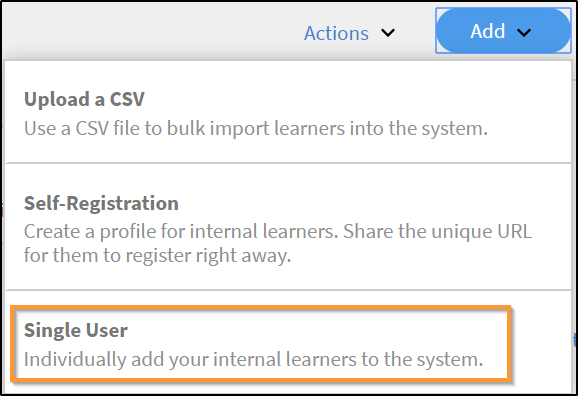 Actions
Add
Upload a CSV
Use a CSV file to bulk import learners into the system.
Self-Registration
Create a profile for internal learners. Share the unique URL
for them to register right away.
Single User
Individually add your internal learners to the system.